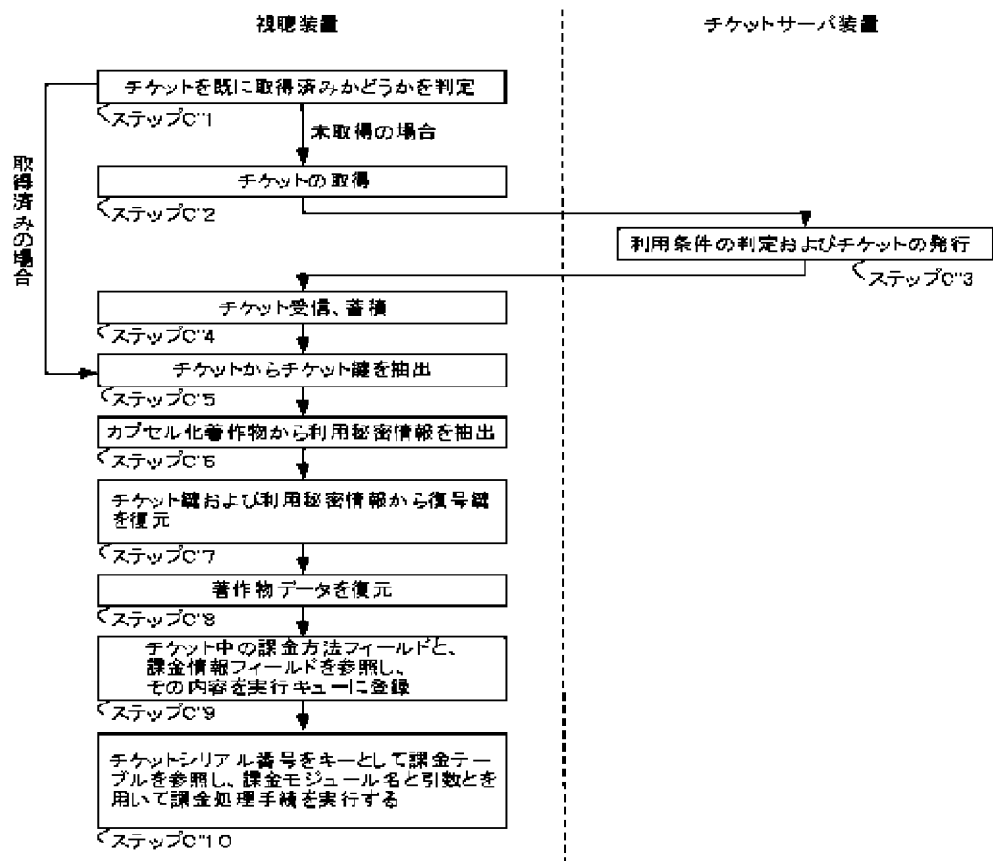 視聴装置
チケットサーバ装置
チケットを既に取得済みかどうかを判定
ステップC"1
未取得の場合
取得済みの場合
チケットの取得
ステップC"2
利用条件の判定およびチケットの発行
ステップC"3
チケット受信、蓄積
ステップC"4
チケットからチケット鍵を抽出
ステップC"5
カプセル化著作物から利用秘密情報を抽出
ステップC"6
チケット鍵および利用秘密情報から復号鍵
を復元
ステップC"7
著作物データを復元
ステップC"8
チケット中の課金方法フィールドと、
課金情報フィールドを参照し、
その内容を実行キューに登録
ステップC"9
チケットシリアル番号をキーとして課金テー
ブルを参照し、課金モジュール名と引数とを
用いて課金処理手続を実行する
ステップC"10